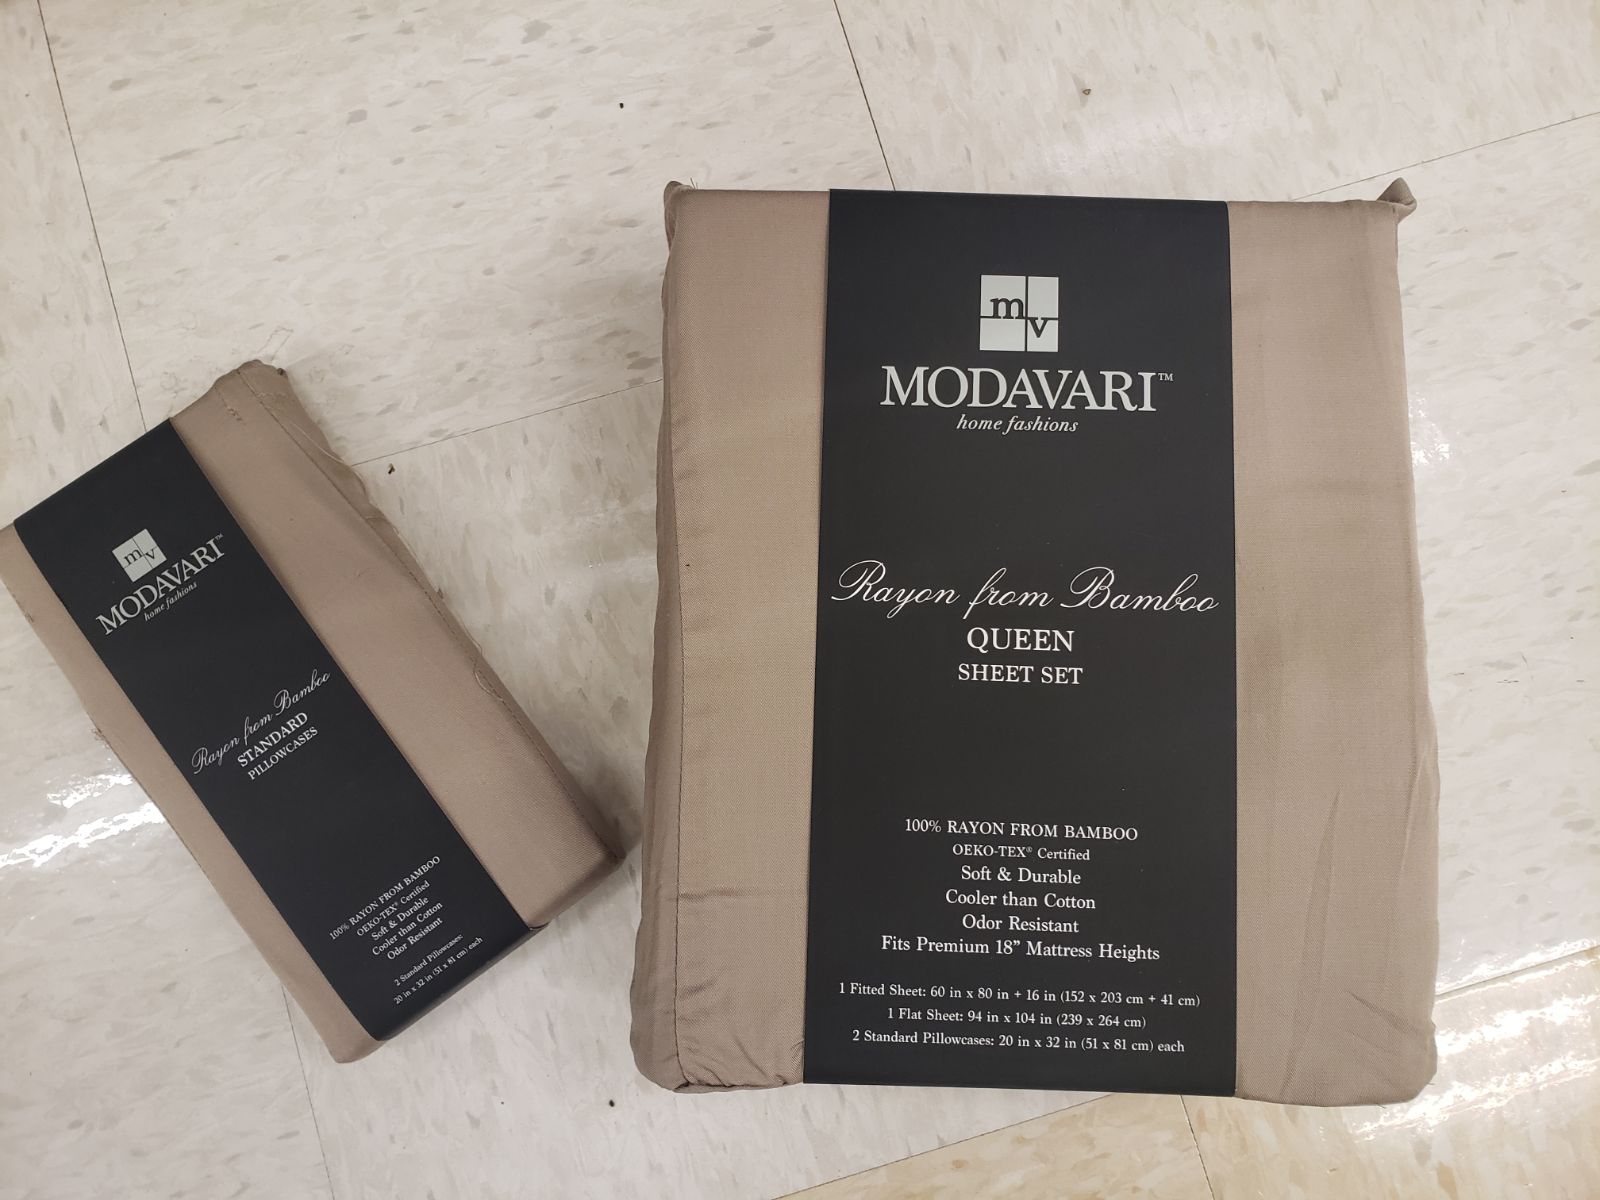 m
v
MODAVARI™
home fashions
Rayon from Bamboo
STANDARD
PILLOWCASES
100% RAYON FROM BAMBOO
OEKO-TEX® Certified
Soft & Durable
Cooler than Cotton
Odor Resistant
2 Standard Pillowcases:
20 in x 32 in (51 x 81 cm) each
m
v
MODAVARI™
home fashions
Rayon from Bamboo
QUEEN
SHEET SET
100% RAYON FROM BAMBOO
OEKO-TEX® Certified
Soft & Durable
Cooler than Cotton
Odor Resistant
Fits Premium 18” Mattress Heights
1 Fitted Sheet: 60 in x 80 in + 16 in (152 x 203 cm + 41 cm)
1 Flat Sheet: 94 in x 104 in (239 x 264 cm)
2 Standard Pillowcases: 20 in x 32 in (51 x 81 cm) each